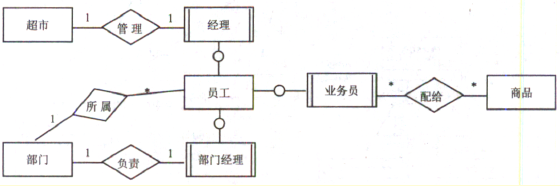 超市 1 管理 1 经理
所属 * 员工 业务员 * 配给 * 商品
1
部门 1 负责 1 部门经理